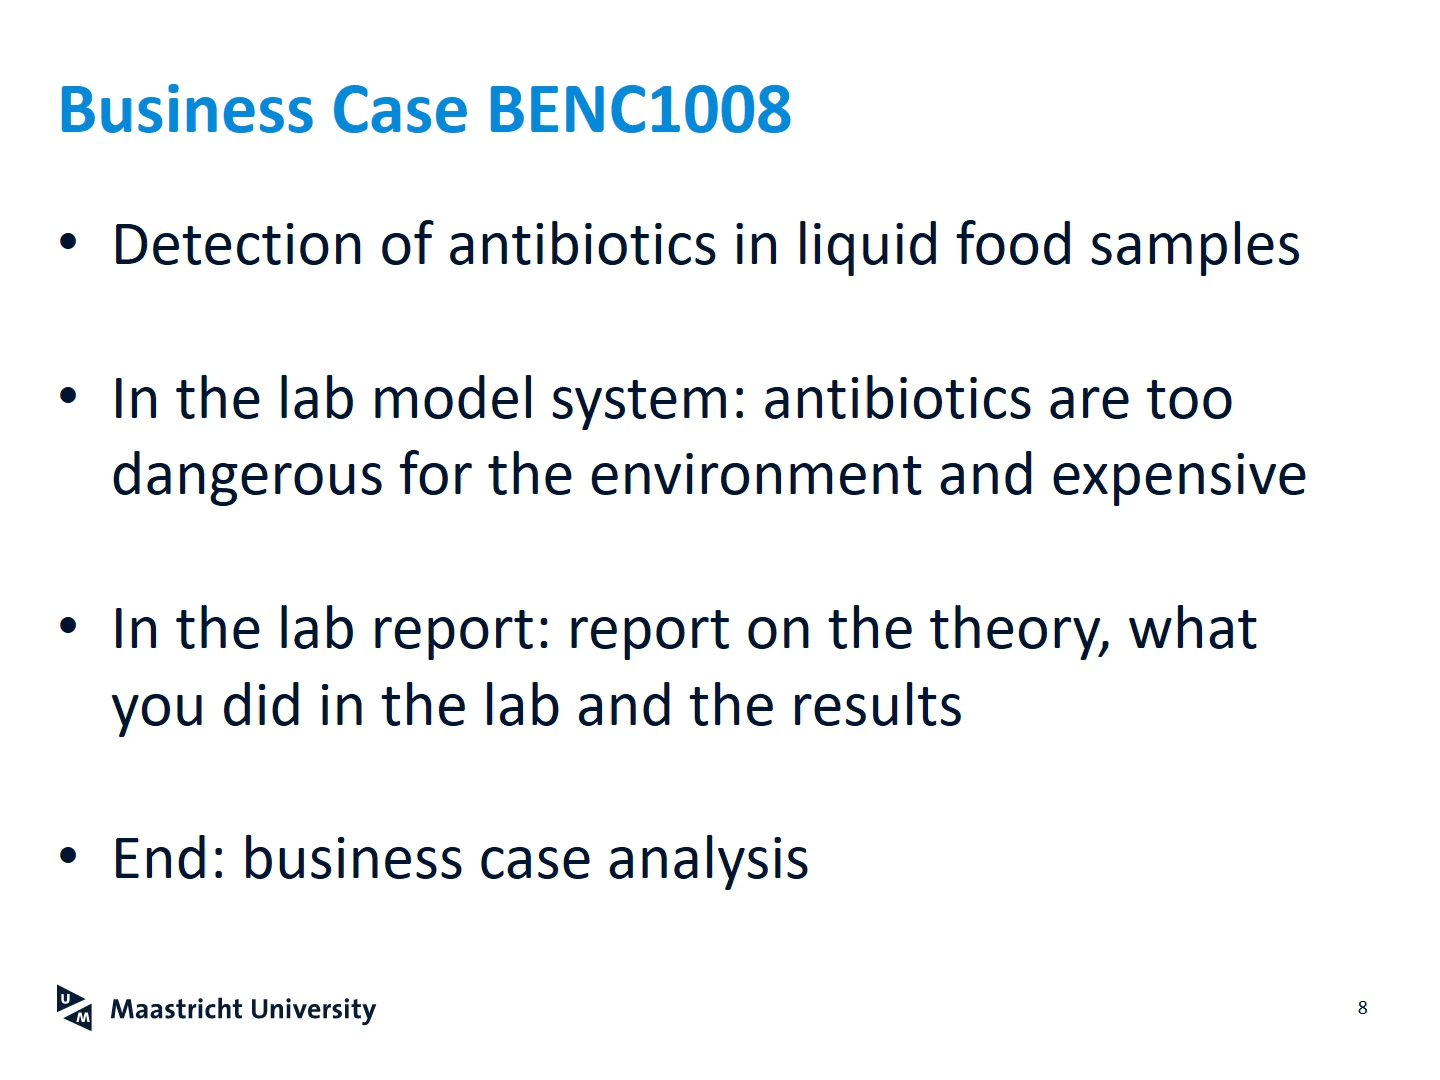 Business Case BENC1008
• Detection of antibiotics in liquid food samples
• In the lab model system: antibiotics are too
dangerous for the environment and expensive
• In the lab report: report on the theory, what
you did in the lab and the results
• End: business case analysis
U
M
Maastricht University
8